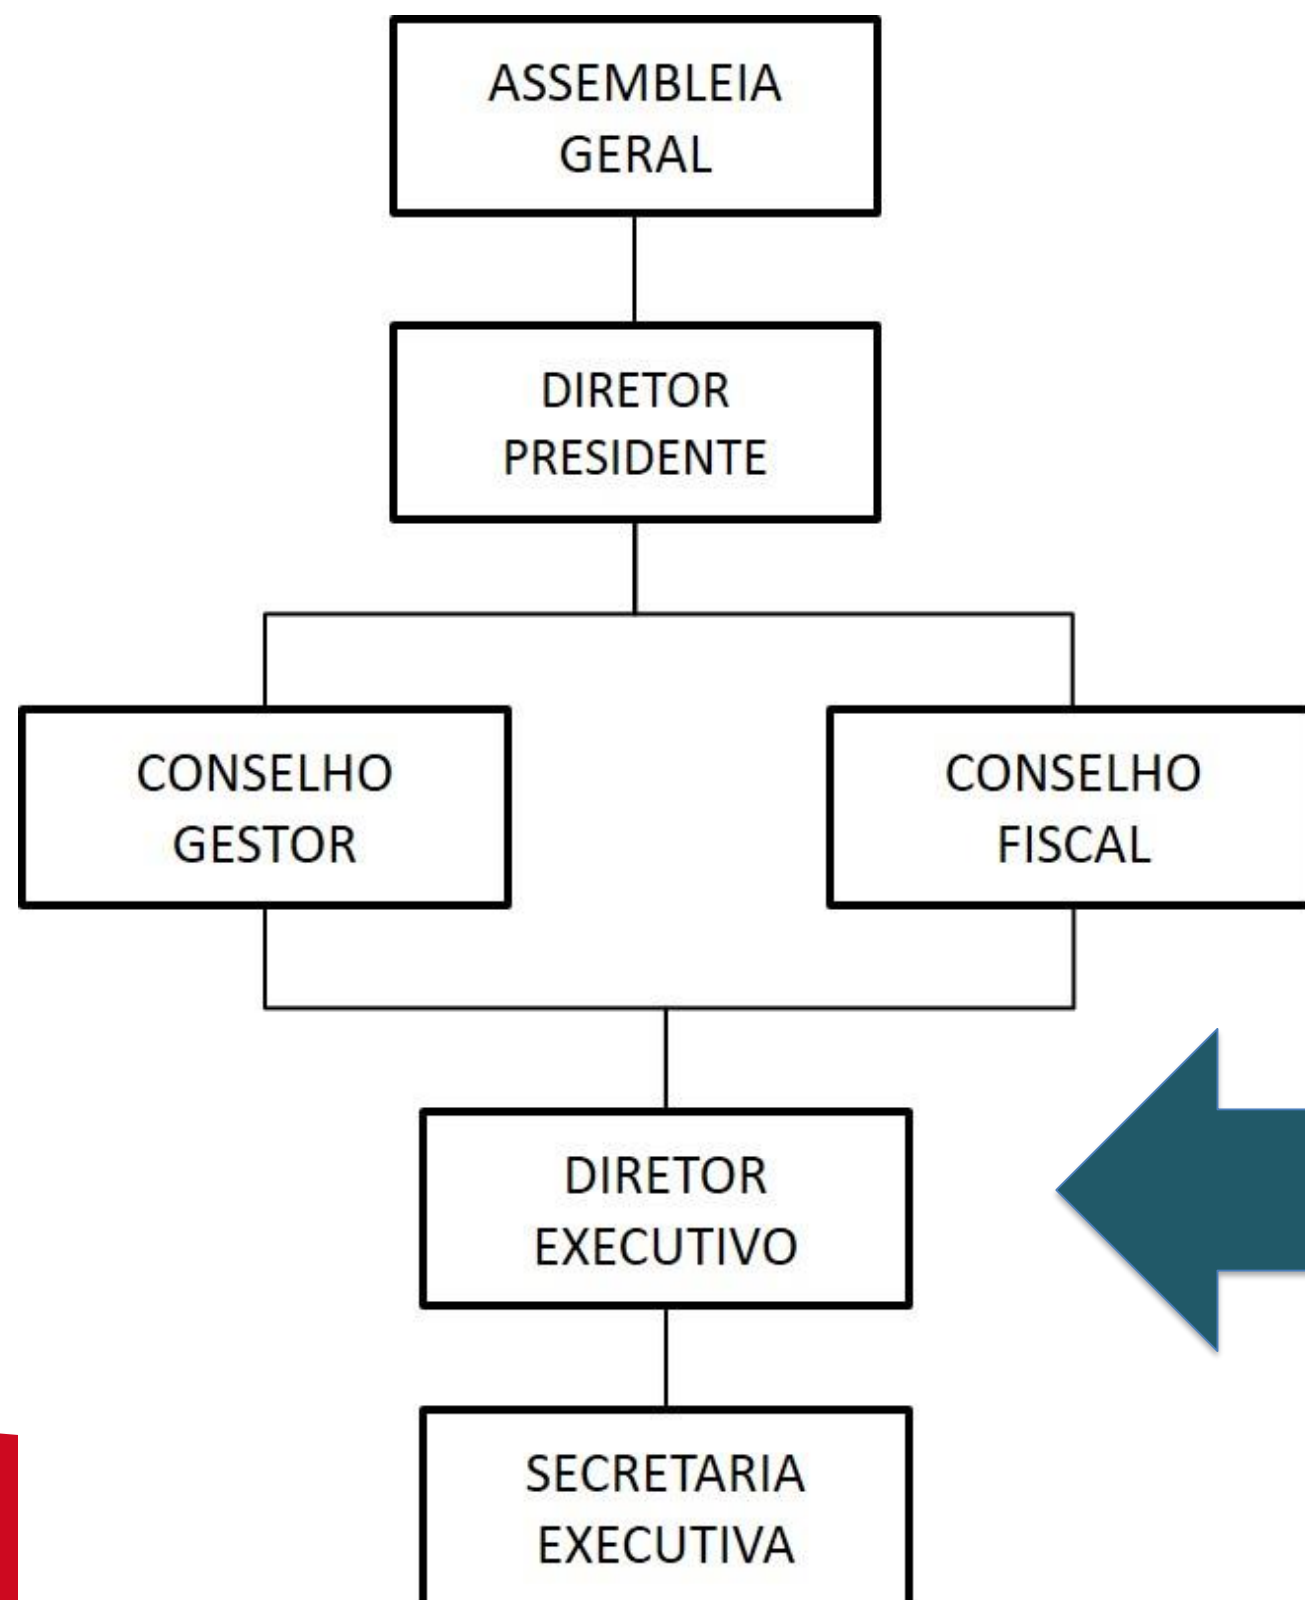 ASSEMBLEIA
GERAL
DIRETOR
PRESIDENTE
CONSELHO
GESTOR
CONSELHO
FISCAL
DIRETOR
EXECUTIVO
SECRETARIA
EXECUTIVA